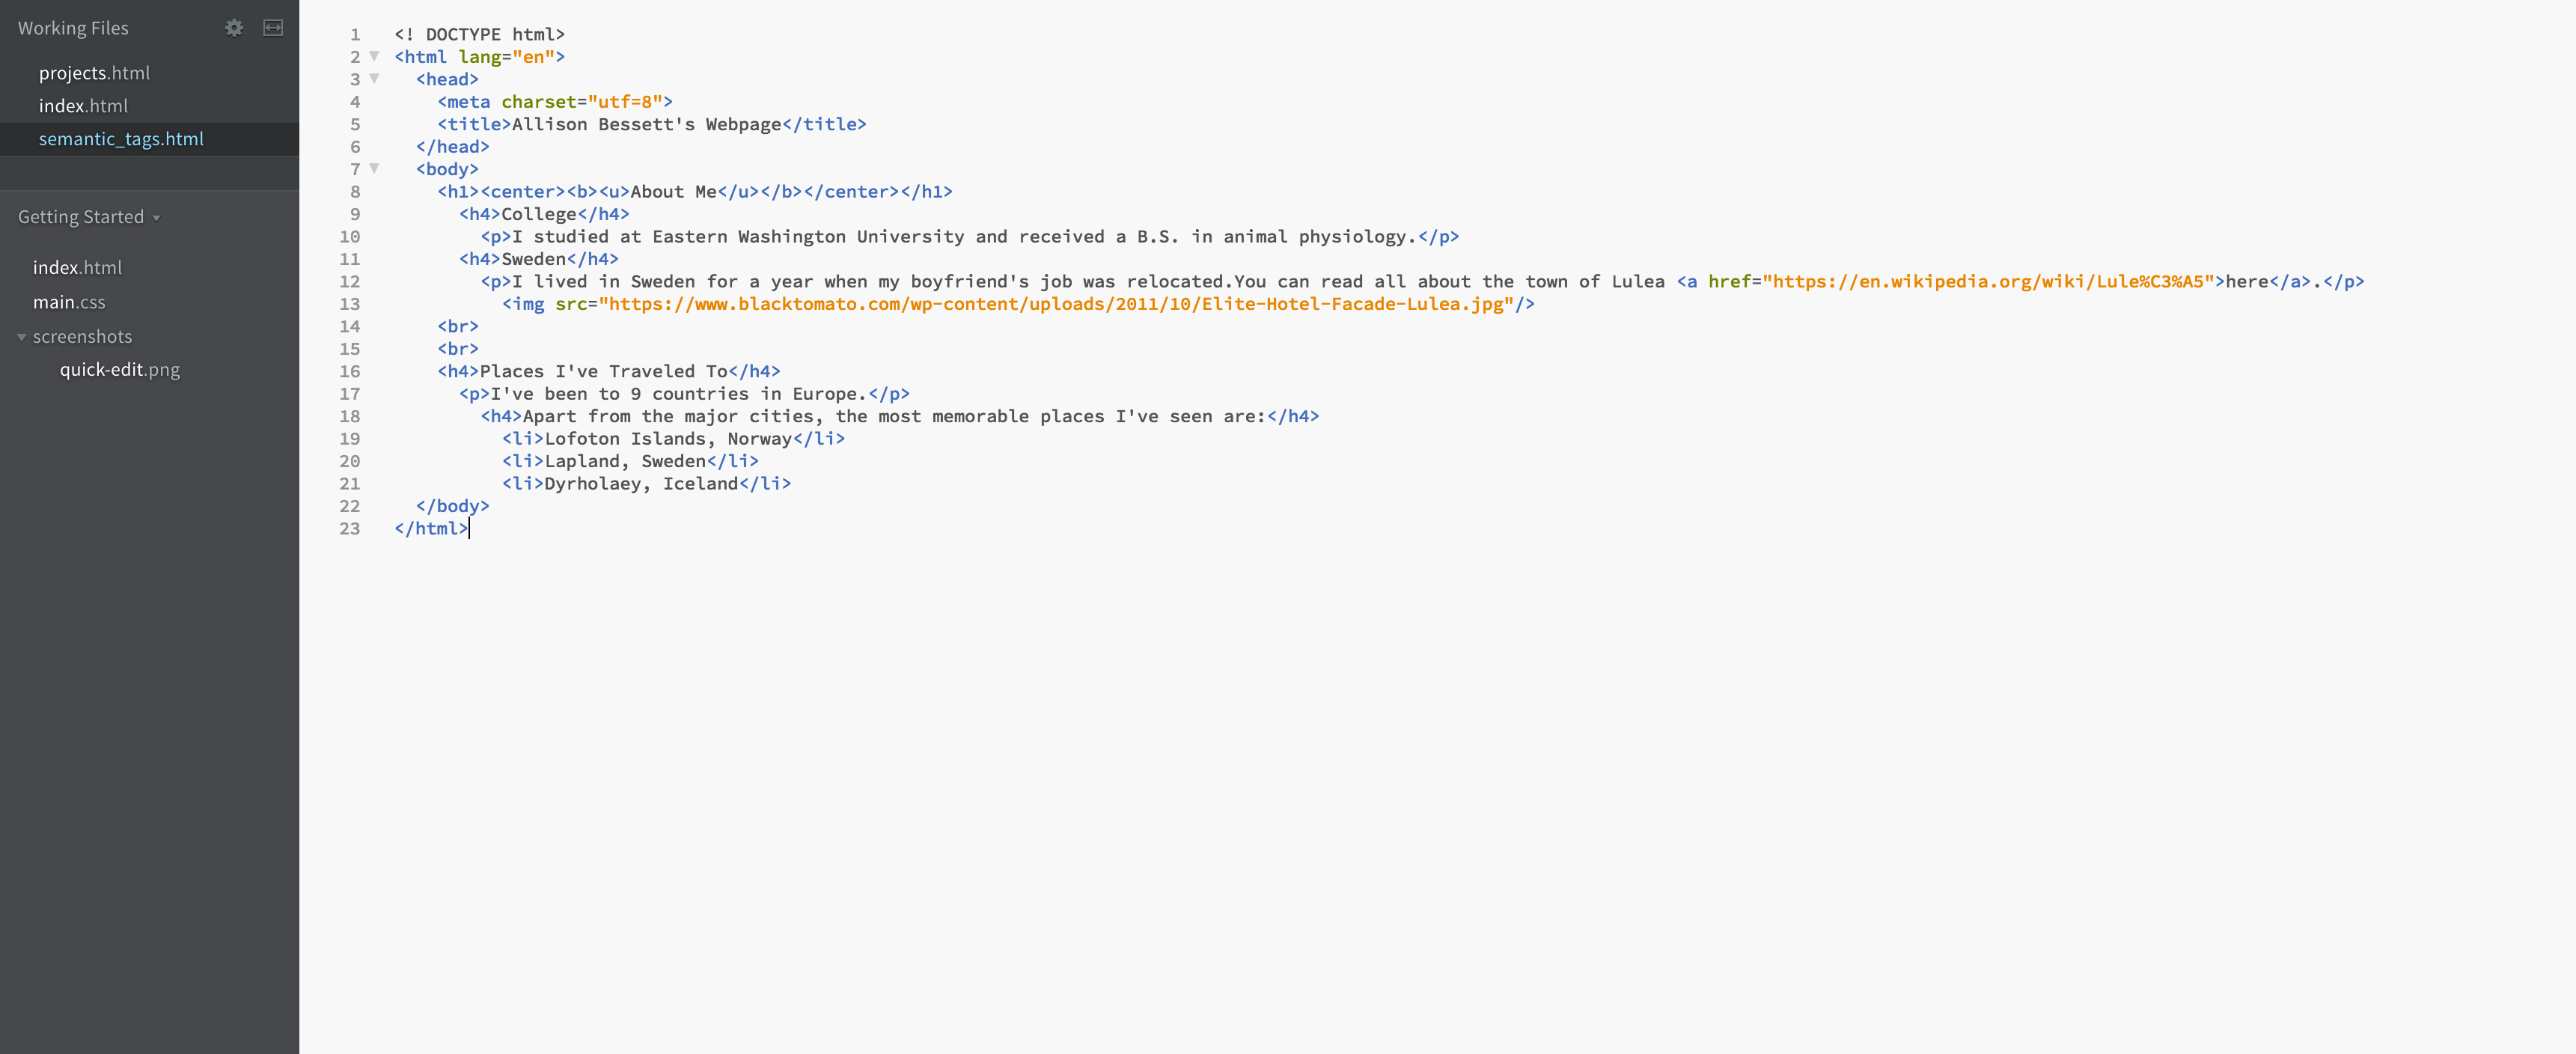 Working Files
projects.html
index.html
semantic_tags.html
Getting Started
index.html
main.css
screenshots
quick-edit.png
1 <! DOCTYPE html>
2 <html lang="en">
3 <head>
4 <meta charset="utf=8">
5 <title>Allison Bessett's Webpage</title>
6 </head>
7 <body>
8 <h1><center><b><u>About Me</u></b></center></h1>
9 <h4>College</h4>
10 <p>I studied at Eastern Washington University and received a B.S. in animal physiology.</p>
11 <h4>Sweden</h4>
12 <p>I lived in Sweden for a year when my boyfriend's job was relocated.You can read all about the town of Lulea <a href="https://en.wikipedia.org/wiki/Lule%C3%A5">here</a>.</p>
13 <img src="https://www.blacktomato.com/wp-content/uploads/2011/10/Elite-Hotel-Facade-Lulea.jpg"/>
14 <br>
15 <br>
16 <h4>Places I've Traveled To</h4>
17 <p>I've been to 9 countries in Europe.</p>
18 <h4>Apart from the major cities, the most memorable places I've seen are:</h4>
19 <li>Lofoton Islands, Norway</li>
20 <li>Lapland, Sweden</li>
21 <li>Dyrholaey, Iceland</li>
22 </body>
23 </html>